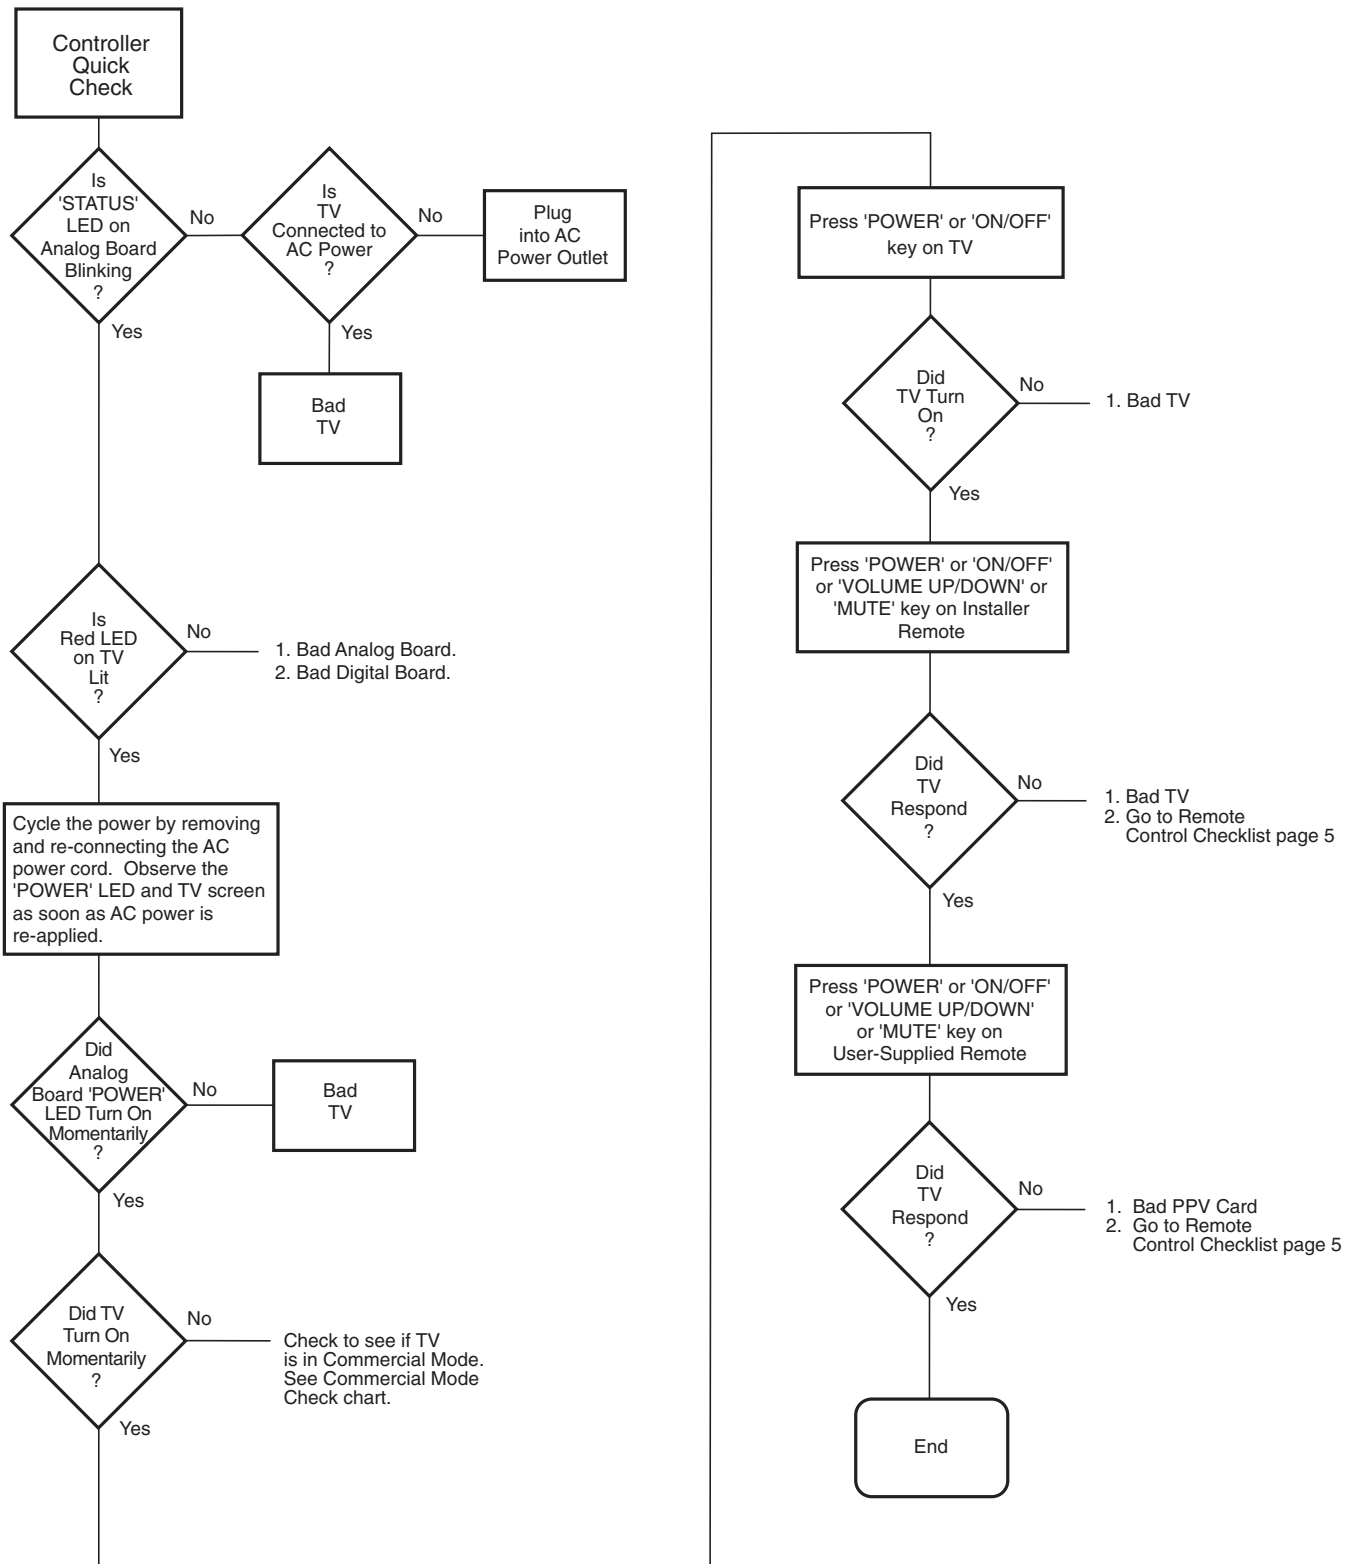 Controller
Quick
Check
Is
'STATUS'
LED on
Analog Board
Blinking
?
No
Is
TV
Connected to
AC Power
?
No
Plug
into AC
Power Outlet
Yes
Yes
Bad
TV
Is
Red LED
on TV
Lit
?
No
1. Bad Analog Board.
2. Bad Digital Board.
Yes
Cycle the power by removing
and re-connecting the AC
power cord. Observe the
'POWER' LED and TV screen
as soon as AC power is
re-applied.
Did
Analog
Board 'POWER'
LED Turn On
Momentarily
?
No
Bad
TV
Yes
Did TV
Turn On
Momentarily
?
No
Check to see if TV
is in Commercial Mode.
See Commercial Mode
Check chart.
Yes
Press 'POWER' or 'ON/OFF'
key on TV
Did
TV Turn
On
?
No
1. Bad TV
Yes
Press 'POWER' or 'ON/OFF'
or 'VOLUME UP/DOWN' or
'MUTE' key on Installer
Remote
Did
TV
Respond
?
No
1. Bad TV
2. Go to Remote
Control Checklist page 5
Yes
Press 'POWER' or 'ON/OFF'
or 'VOLUME UP/DOWN'
or 'MUTE' key on
User-Supplied Remote
Did
TV
Respond
?
No
1. Bad PPV Card
2. Go to Remote
Control Checklist page 5
Yes
End